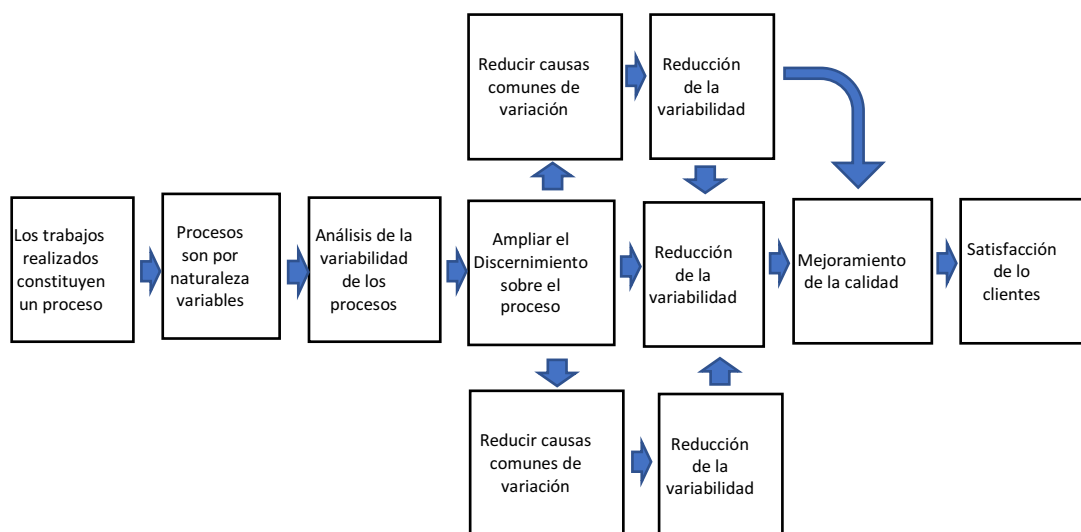 Reducir causas
comunes de
variación
Reducción
de la
variabilidad
Los trabajos
realizados
constituyen
un proceso
Procesos
son por
naturaleza
variables
Análisis de la
variabilidad
de los
procesos
Ampliar el
Discernimiento
sobre el
proceso
Reducción
de la
variabilidad
Mejoramiento
de la calidad
Satisfacción
de lo
clientes
Reducir causas
comunes de
variación
Reducción
de la
variabilidad